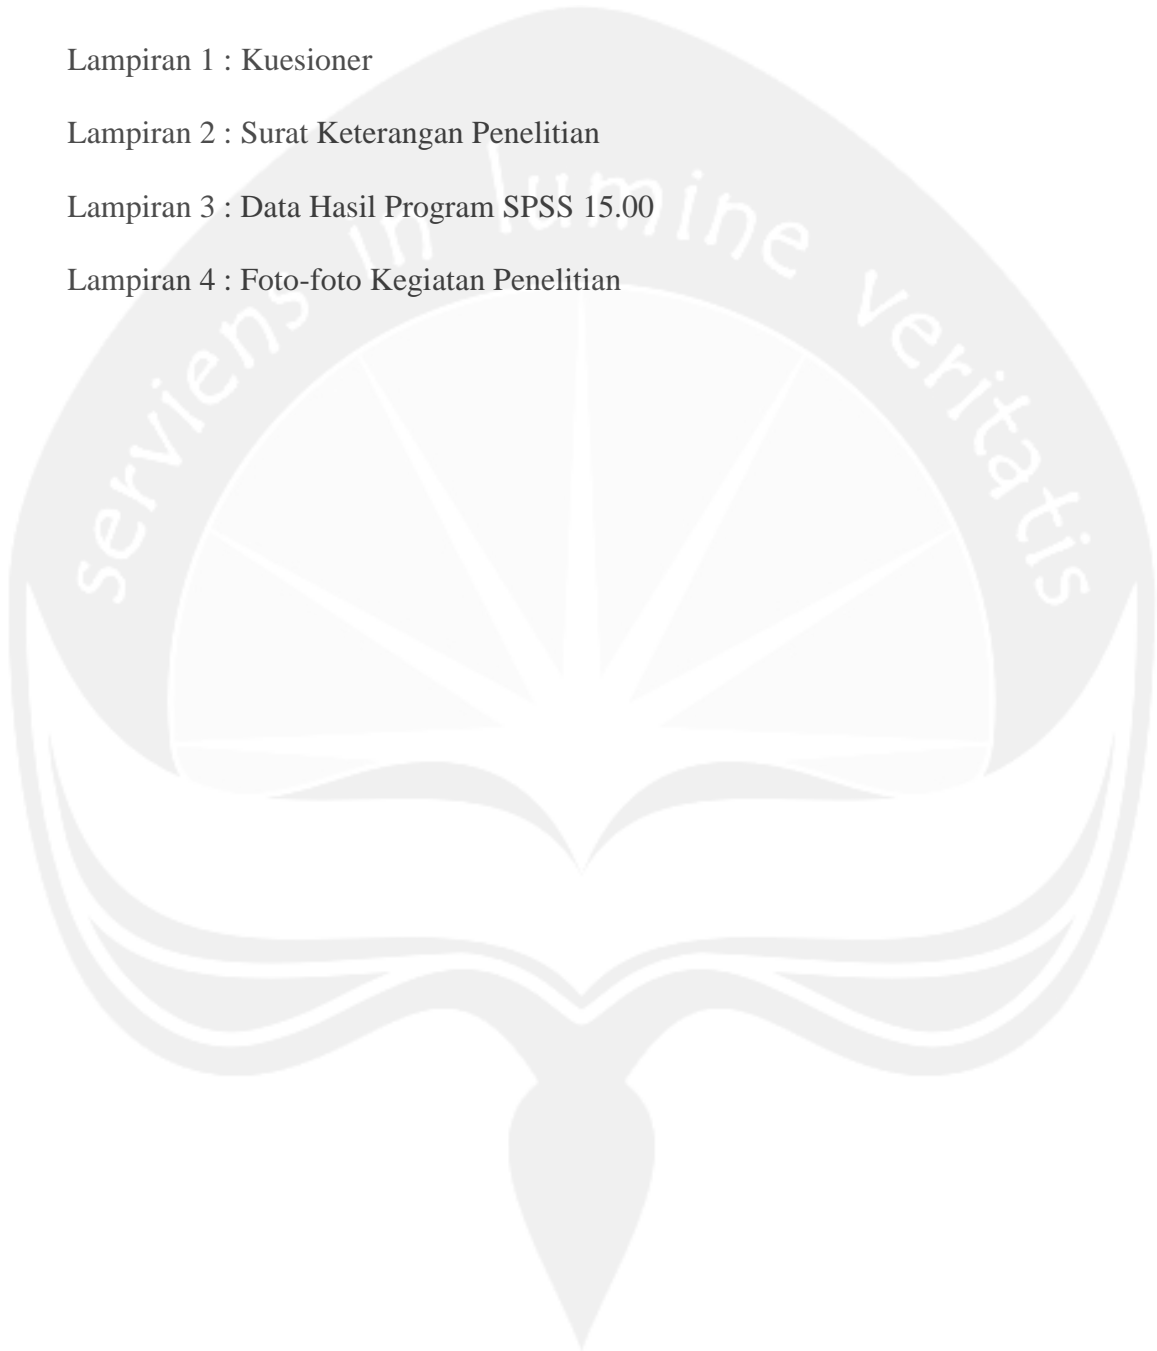 Lampiran 1 : Kuesioner
Lampiran 2 : Surat Keterangan Penelitian
Lampiran 3 : Data Hasil Program SPSS 15.00
Lampiran 4 : Foto-foto Kegiatan Penelitian
serviens in lumine veritatis